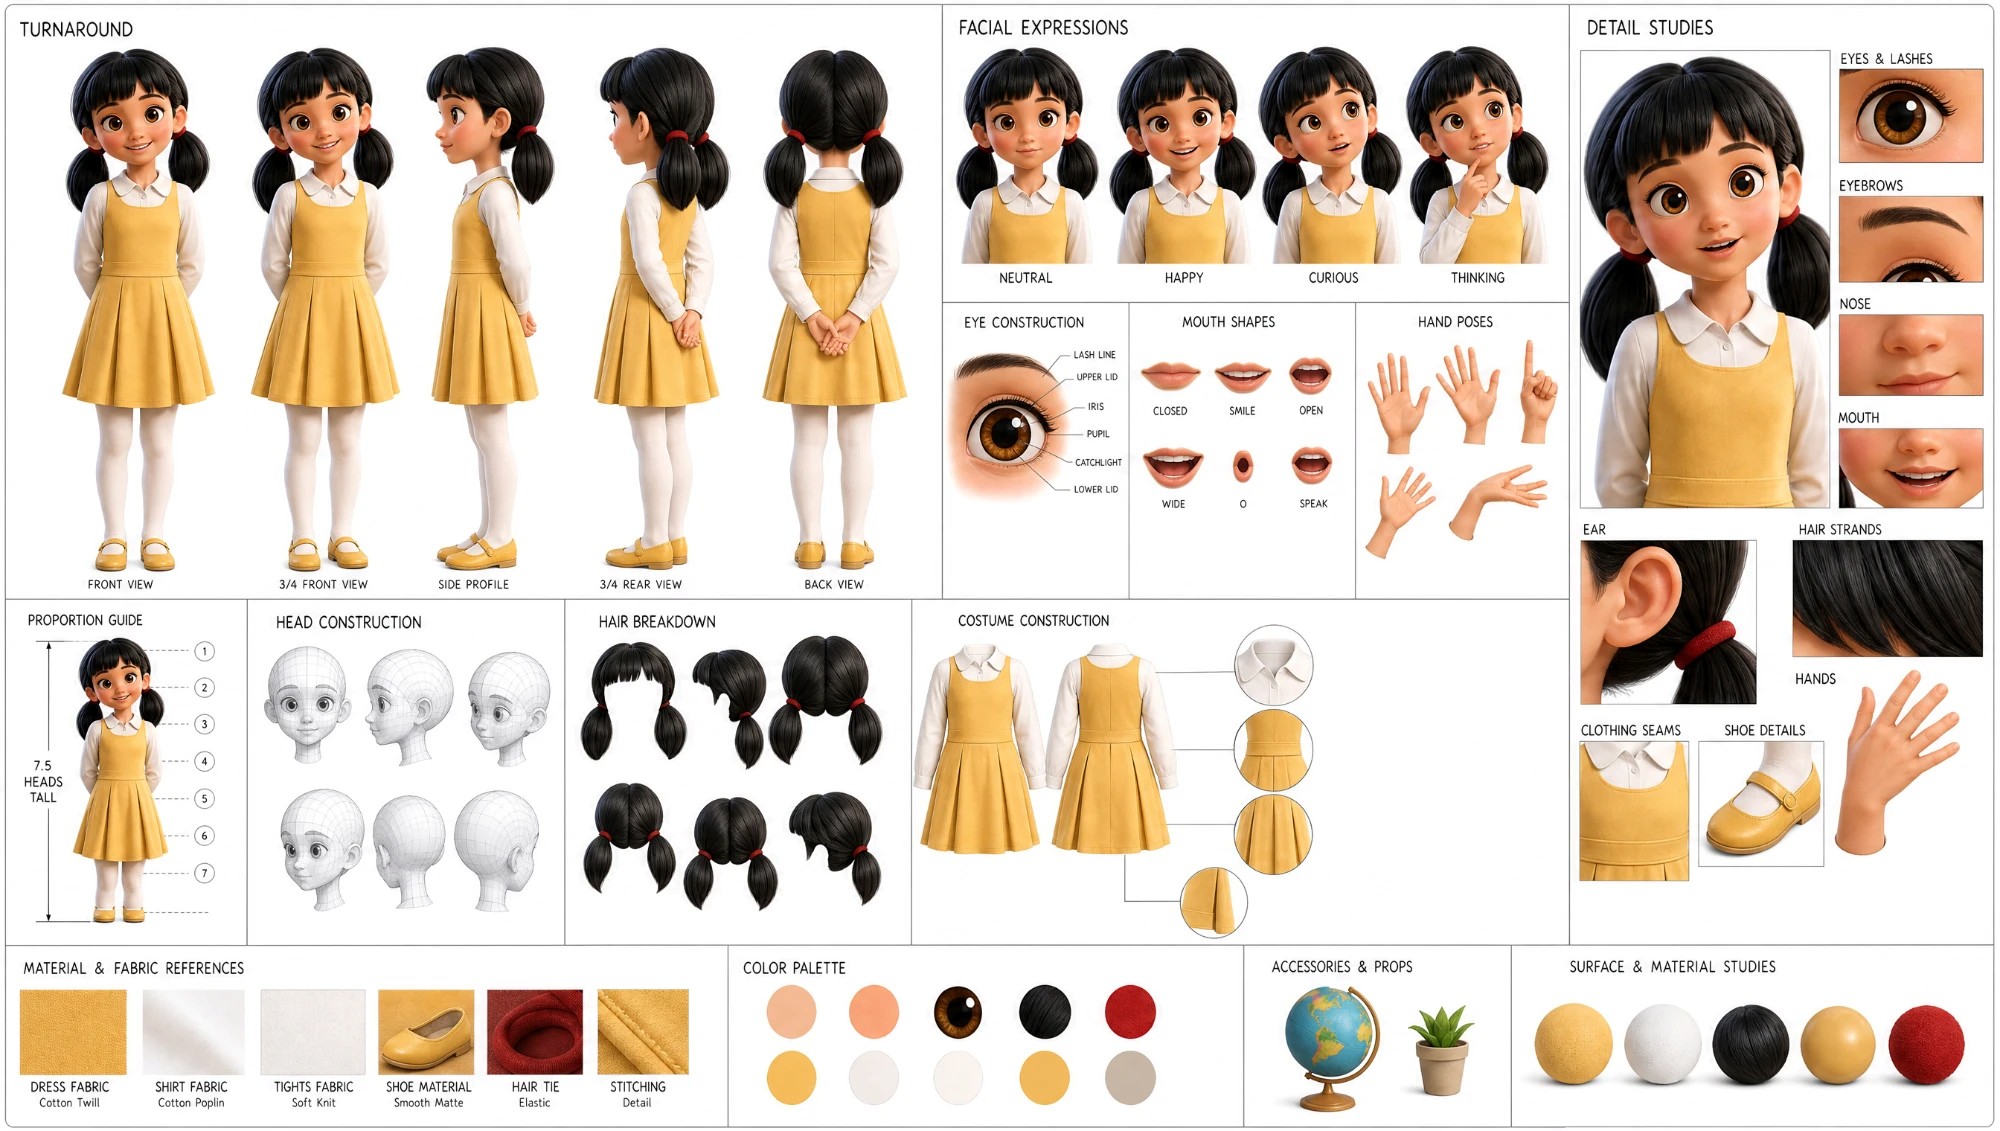 TURNAROUND
FRONT VIEW
3/4 FRONT VIEW
SIDE PROFILE
3/4 REAR VIEW
BACK VIEW
FACIAL EXPRESSIONS
NEUTRAL
HAPPY
CURIOUS
THINKING
EYE CONSTRUCTION
LASH LINE
UPPER LID
IRIS
PUPIL
CATCHLIGHT
LOWER LID
MOUTH SHAPES
CLOSED
SMILE
OPEN
WIDE
O
SPEAK
HAND POSES
DETAIL STUDIES
EYES & LASHES
EYEBROWS
NOSE
MOUTH
EAR
HAIR STRANDS
HANDS
CLOTHING SEAMS
SHOE DETAILS
PROPORTION GUIDE
7.5
HEADS
TALL
1
2
3
4
5
6
7
HEAD CONSTRUCTION
HAIR BREAKDOWN
COSTUME CONSTRUCTION
MATERIAL & FABRIC REFERENCES
DRESS FABRIC
Cotton Twill
SHIRT FABRIC
Cotton Poplin
TIGHTS FABRIC
Soft Knit
SHOE MATERIAL
Smooth Matte
HAIR TIE
Elastic
STITCHING
Detail
COLOR PALETTE
ACCESSORIES & PROPS
SURFACE & MATERIAL STUDIES